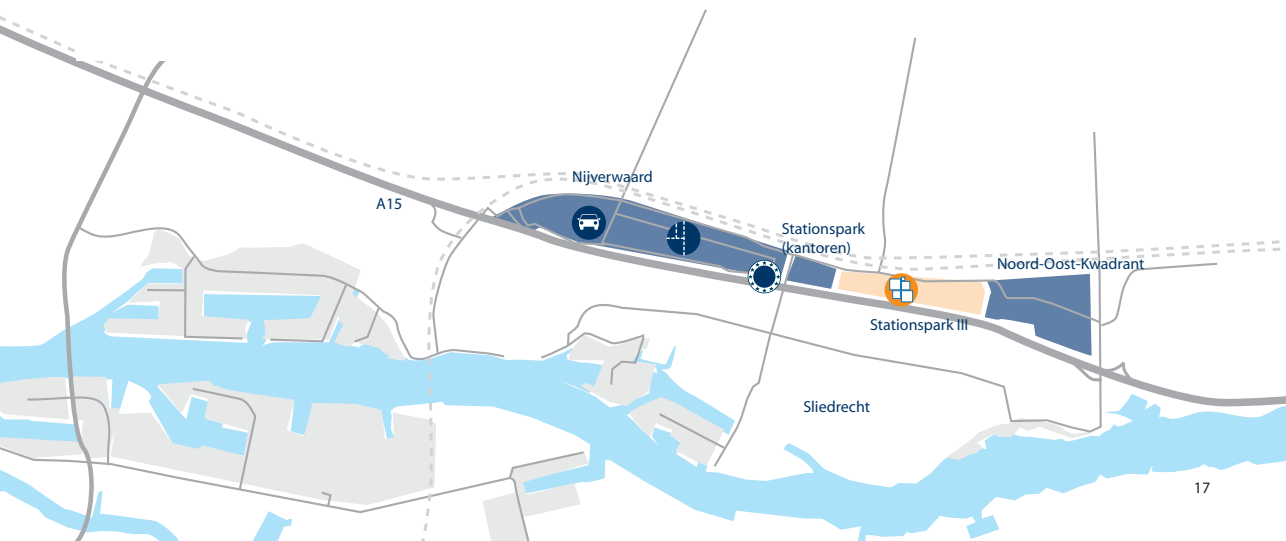 Nijverwaard
A15
Stationspark
(kantoren)
Noord-Oost-Kwadrant
Stationspark III
Sliedrecht
17